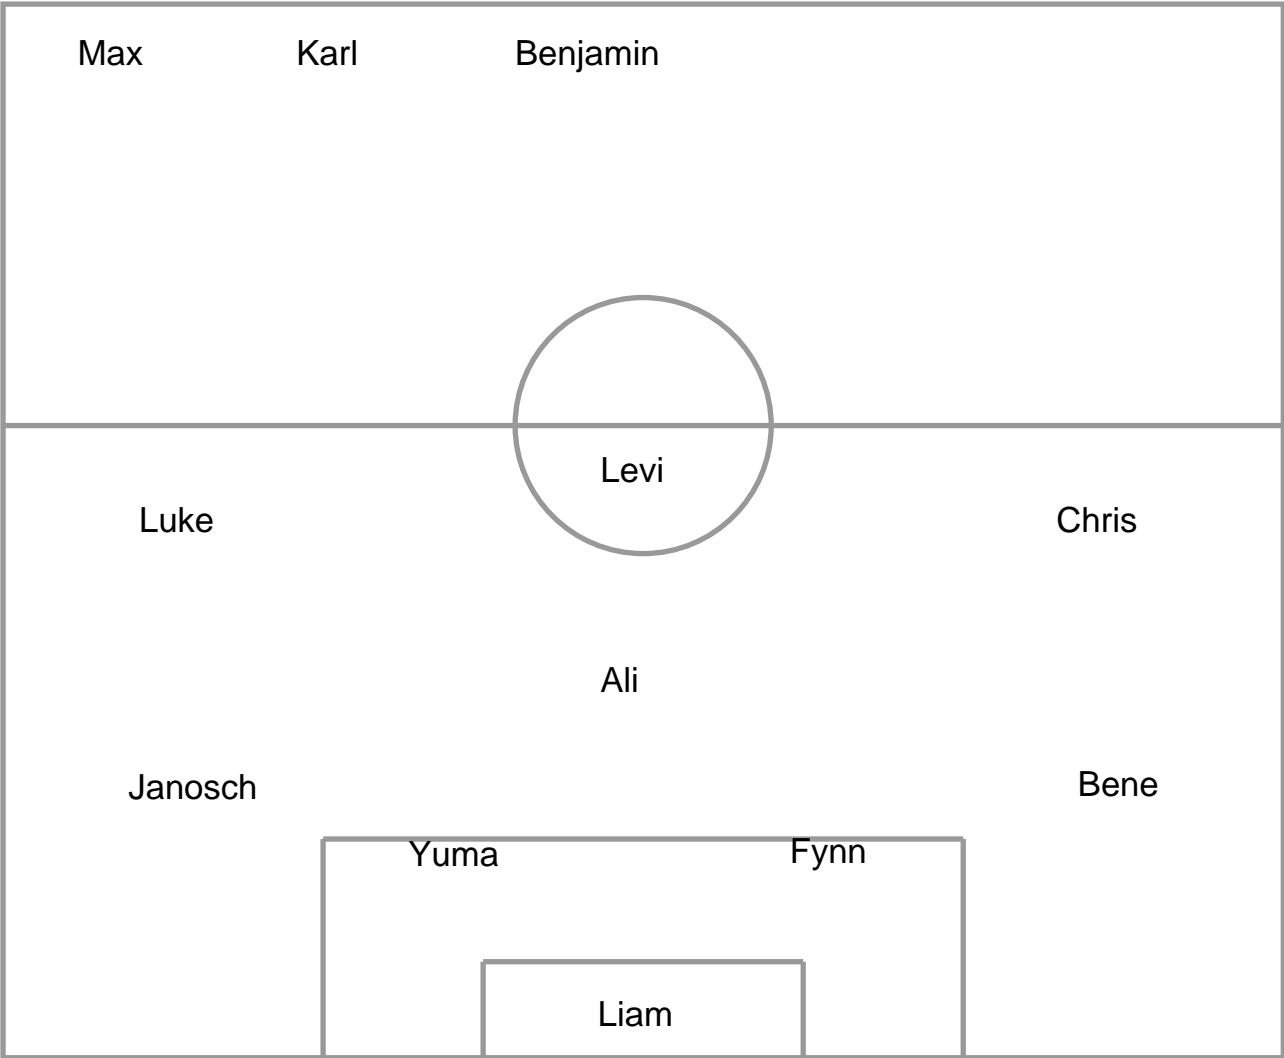 Max Karl Benjamin
Levi
Luke Chris
Ali
Janosch Bene
Yuma Fynn
Liam